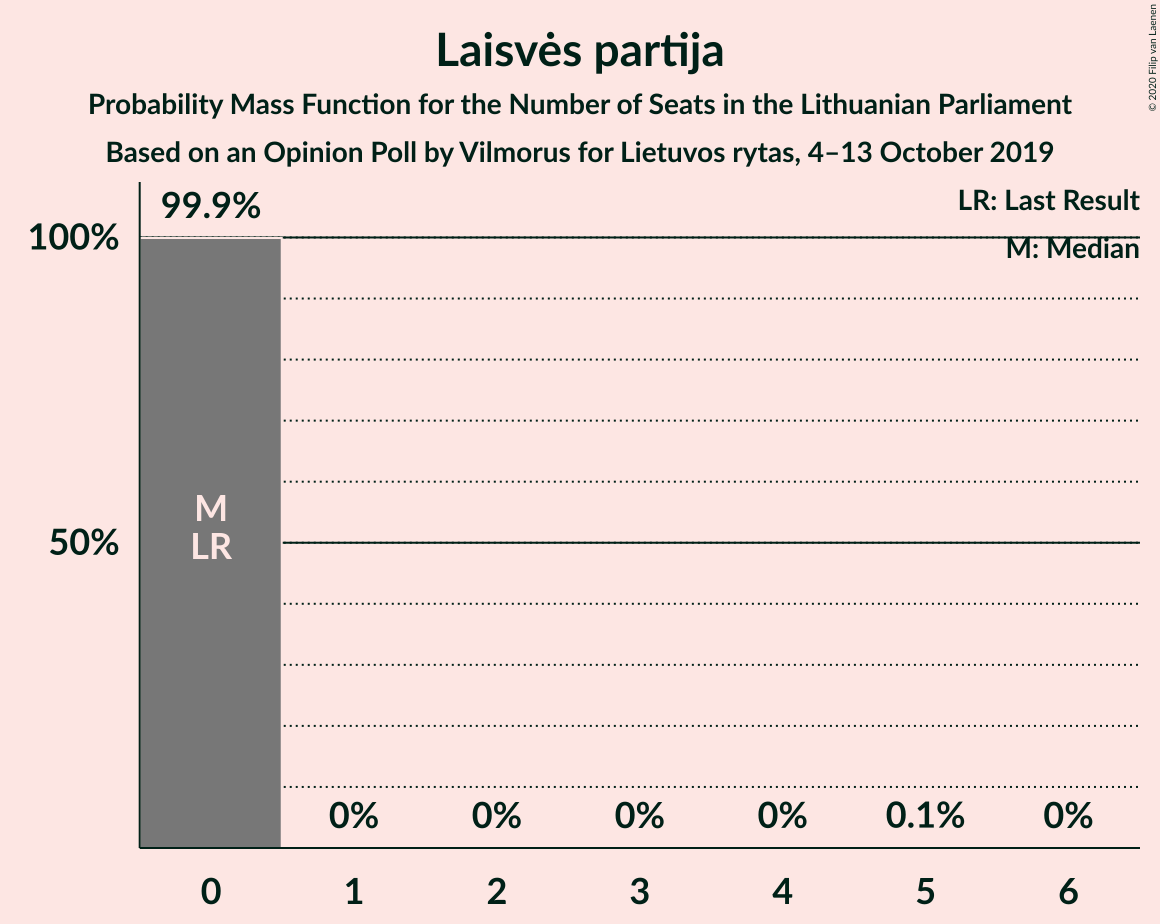 Laisvės partija
Probability Mass Function for the Number of Seats in the Lithuanian Parliament
Based on an Opinion Poll by Vilmorus for Lietuvos rytas, 4–13 October 2019
© 2020 Filip van Laenen
LR: Last Result
M: Median
99.9%
100%
50%
M
LR
0%
0%
0%
0%
0.1%
0%
0
1
2
3
4
5
6